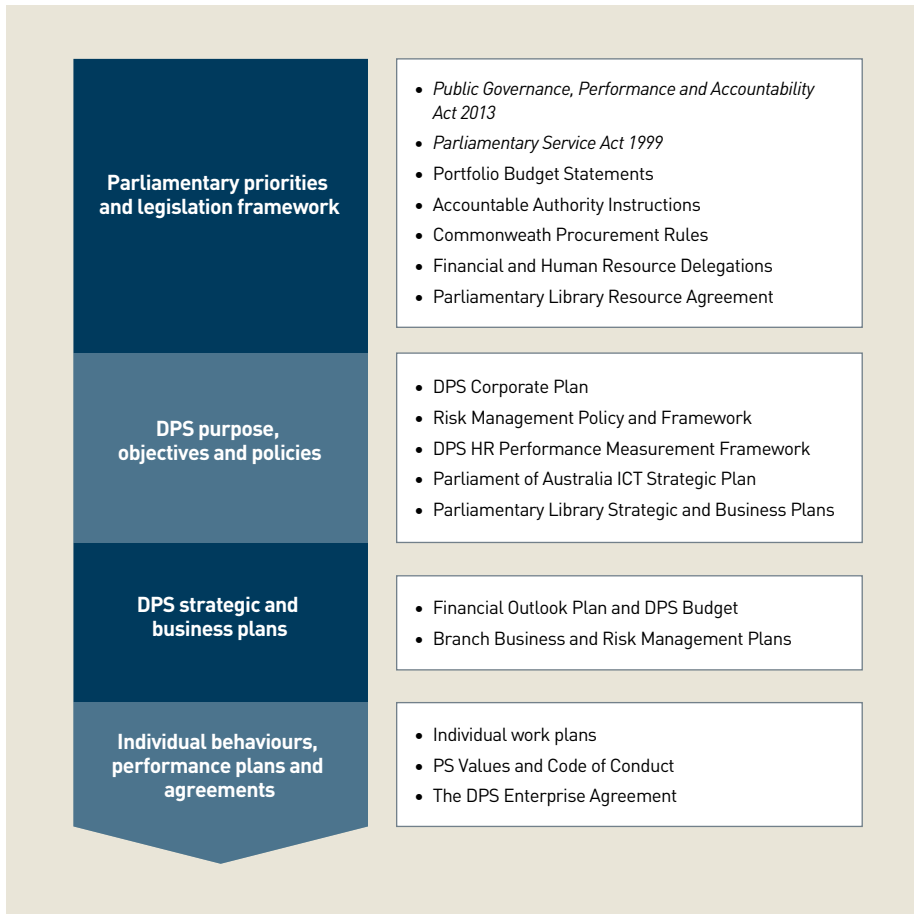 Parliamentary priorities
and legislation framework
• Public Governance, Performance and Accountability
Act 2013
• Parliamentary Service Act 1999
• Portfolio Budget Statements
• Accountable Authority Instructions
• Commonweath Procurement Rules
• Financial and Human Resource Delegations
• Parliamentary Library Resource Agreement
DPS purpose,
objectives and policies
• DPS Corporate Plan
• Risk Management Policy and Framework
• DPS HR Performance Measurement Framework
• Parliament of Australia ICT Strategic Plan
• Parliamentary Library Strategic and Business Plans
DPS strategic and
business plans
• Financial Outlook Plan and DPS Budget
• Branch Business and Risk Management Plans
Individual behaviours,
performance plans and
agreements
• Individual work plans
• PS Values and Code of Conduct
• The DPS Enterprise Agreement